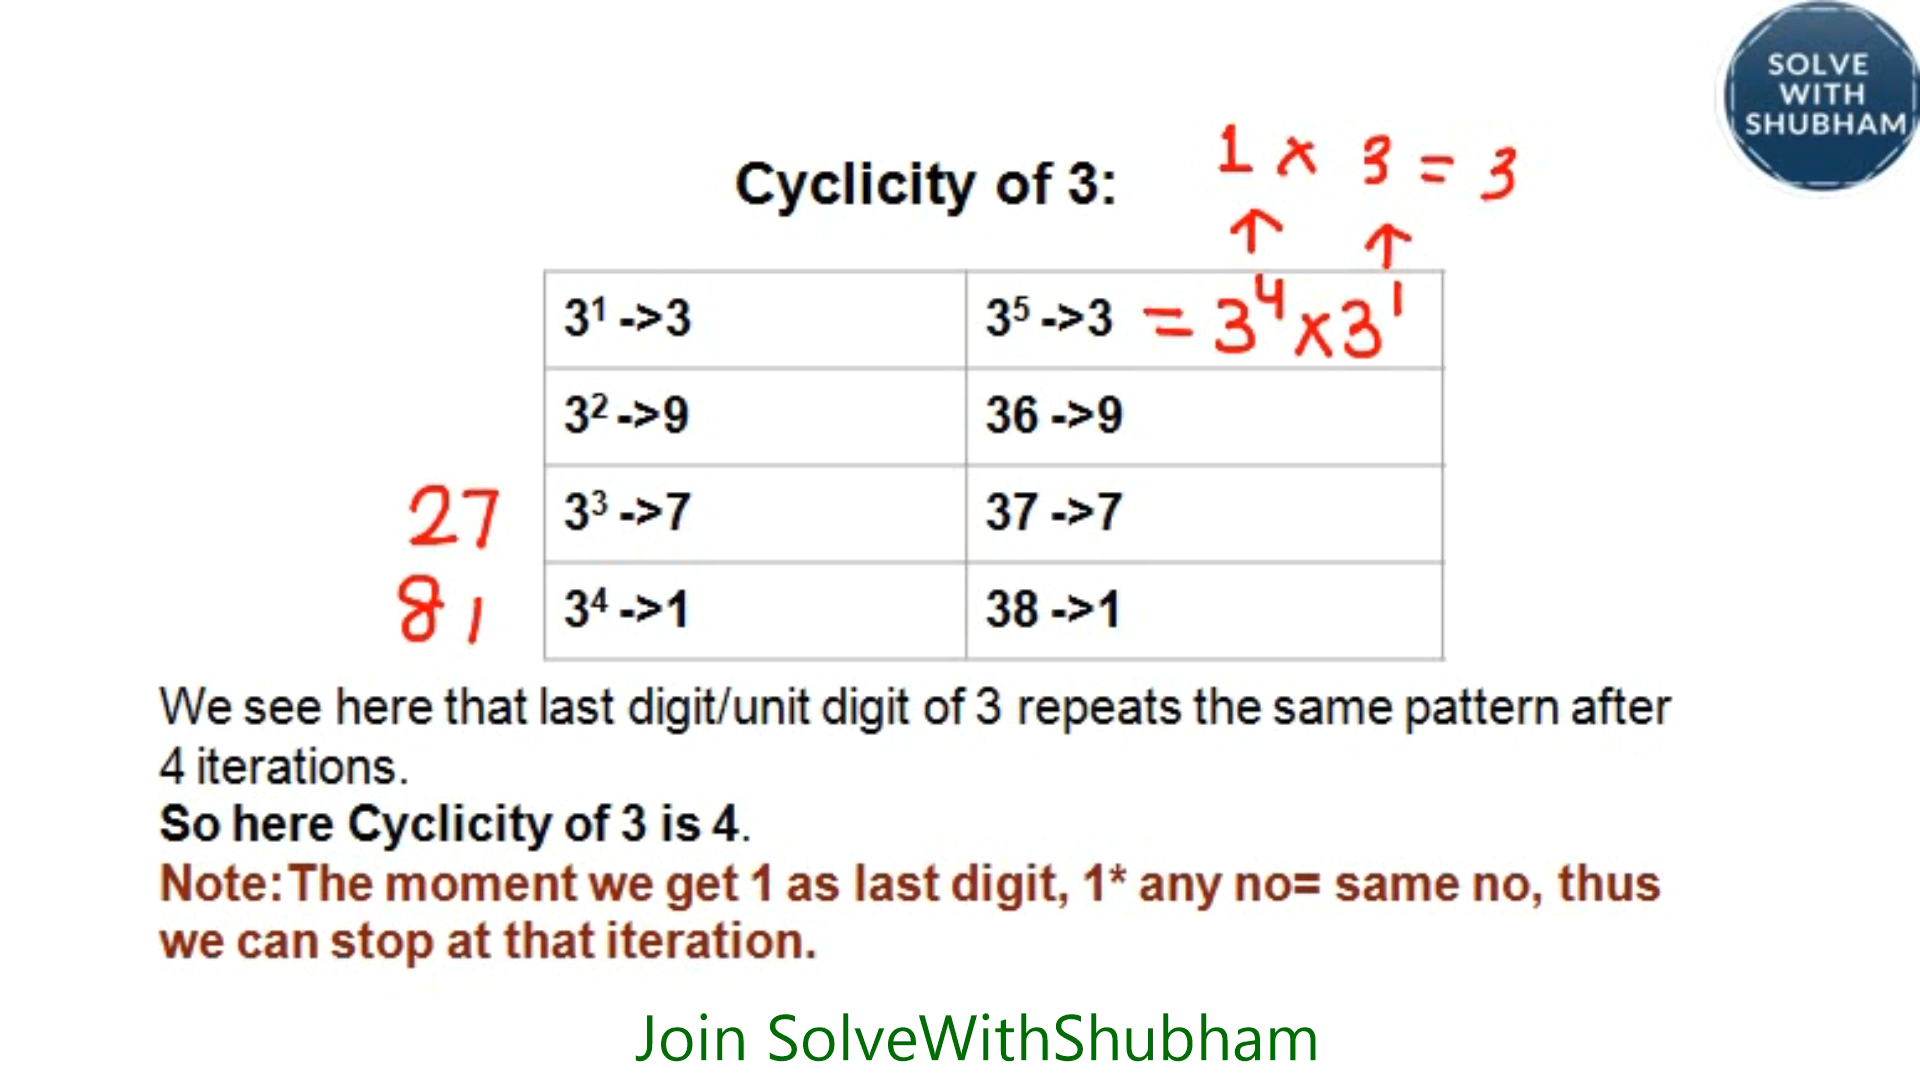 SOLVE
WITH
SHUBHAM
Cyclicity of 3:
1 × 3 = 3
↑ ↑
3¹ ->3
3⁵ ->3 = 3⁴×3¹
3² ->9
36 ->9
27
3³ ->7
37 ->7
81
3⁴ ->1
38 ->1
We see here that last digit/unit digit of 3 repeats the same pattern after
4 iterations.
So here Cyclicity of 3 is 4.
Note:The moment we get 1 as last digit, 1* any no= same no, thus
we can stop at that iteration.
Join SolveWithShubham